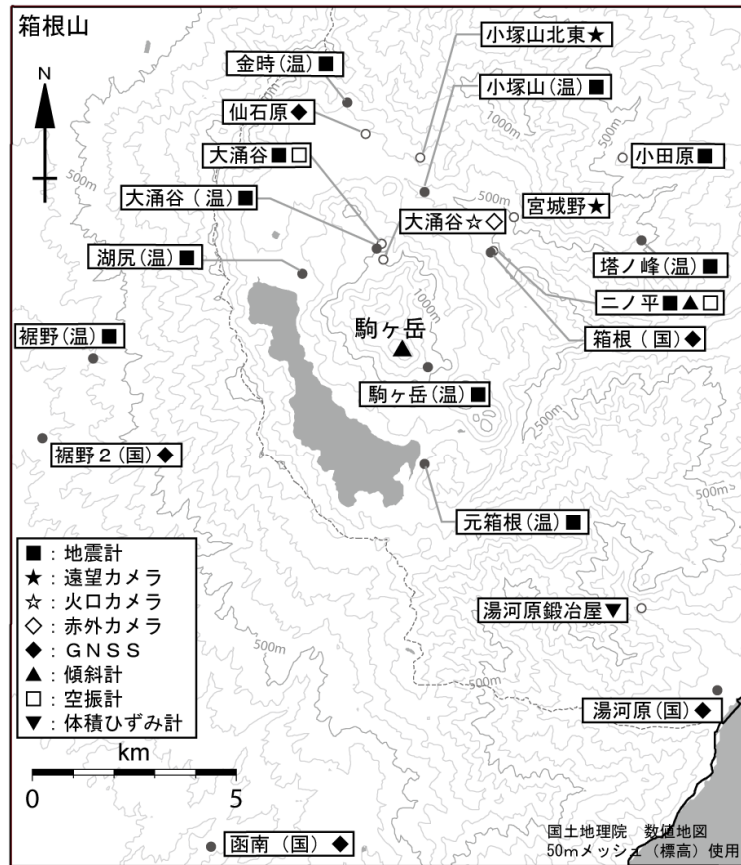 箱根山
小塚山北東★
金時(温)■
N
小塚山(温)■
仙石原◆
1000m
500m
大涌谷■□
小田原■
500m
大涌谷(温)■
500m
宮城野★
大涌谷☆◇
湖尻(温)■
塔ノ峰(温)■
1000m
二ノ平■▲□
裾野(温)■
駒ヶ岳
箱根(国)◆
駒ヶ岳(温)■
500m
裾野2(国)◆
500m
元箱根(温)■
■:地震計
★:遠望カメラ
☆:火口カメラ
◇:赤外カメラ
◆:GNSS
▲:傾斜計
□:空振計
▼:体積ひずみ計
湯河原鍛冶屋▼
500m
500m
湯河原(国)◆
km
0 5
函南(国)◆
国土地理院 数値地図
50mメッシュ(標高)使用